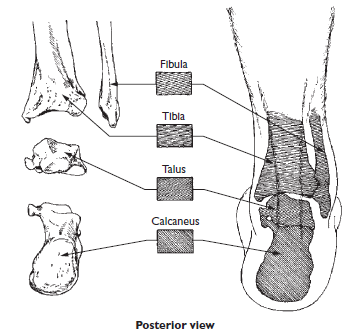 Fibula
Tibia
Talus
Calcaneus
Posterior view